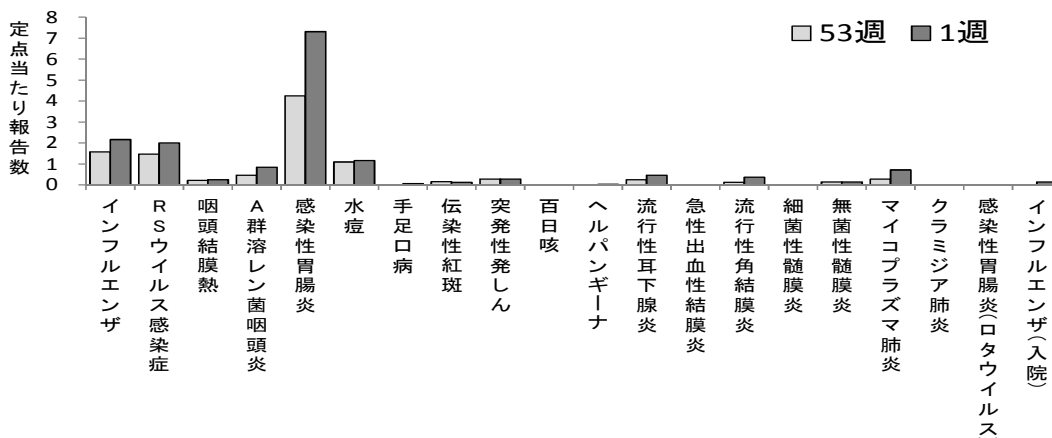 定点当たり報告数
8
7
6
5
4
3
2
1
0
53週 1週
インフルエンザ
RSウイルス感染症
咽頭結膜熱
A群溶レン菌咽頭炎
感染性胃腸炎
水痘
手足口病
伝染性紅斑
突発性発しん
百日咳
ヘルパンギーナ
流行性耳下腺炎
急性出血性結膜炎
流行性角結膜炎
細菌性髄膜炎
無菌性髄膜炎
マイコプラズマ肺炎
クラミジア肺炎
感染性胃腸炎(ロタウイルス
インフルエンザ(入院)